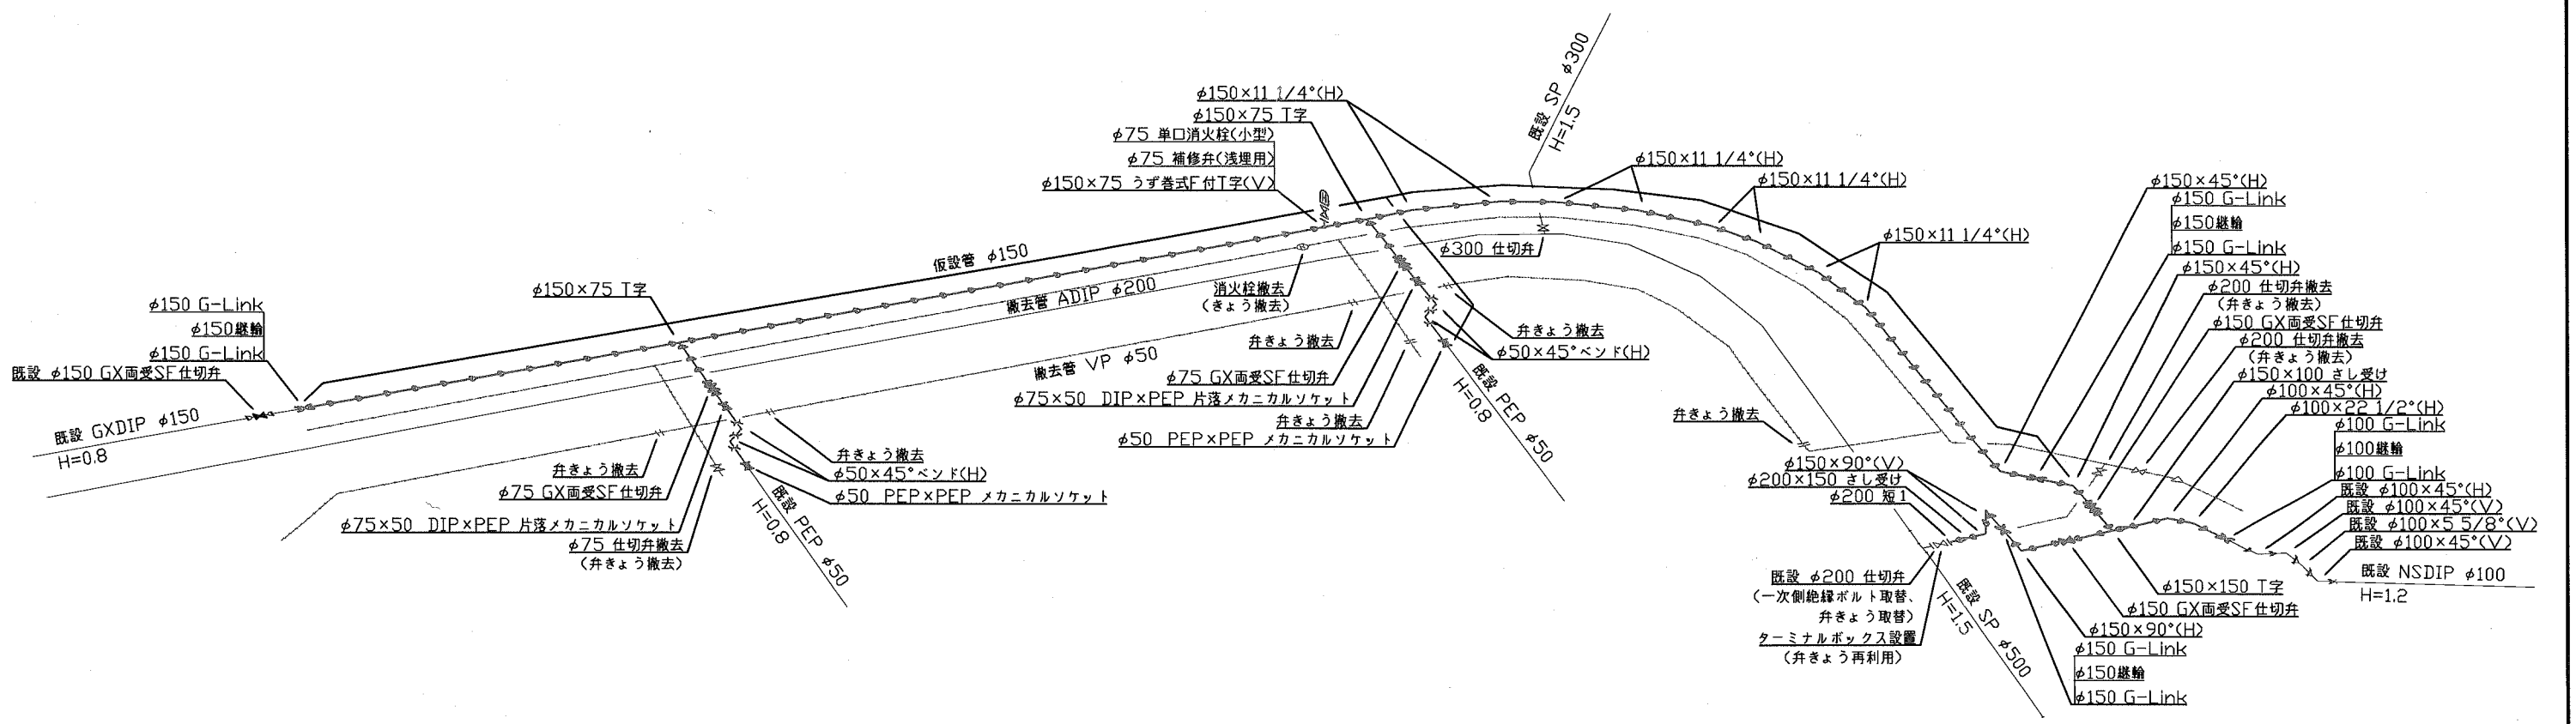 φ150 G-Link
φ150継輪
φ150 G-Link
既設 φ150 GX両受SF仕切弁
既設 GXDIP φ150
H=0.8
φ150×75 T字
仮設管 φ150
撤去管 ADIP φ200
撤去管 VP φ50
弁きょう撤去
φ75 GX両受SF仕切弁
φ75×50 DIP×PEP 片落メカニカルソケット
φ75 仕切弁撤去
(弁きょう撤去)
弁きょう撤去
φ50×45°ベンド(H)
φ50 PEP×PEP メカニカルソケット
既設 PEP φ50
H=0.8
φ150×11 1/4°(H)
φ150×75 T字
φ75 単口消火栓(小型)
φ75 補修弁(浅埋用)
φ150×75 うず巻式F付T字(V)
消火栓撤去
(きょう撤去)
弁きょう撤去
φ75 GX両受SF仕切弁
φ75×50 DIP×PEP 片落メカニカルソケット
弁きょう撤去
φ50 PEP×PEP メカニカルソケット
弁きょう撤去
φ50×45°ベンド(H)
既設 PEP φ50
H=0.8
既設 SP φ300
H=1.5
φ300 仕切弁
φ150×11 1/4°(H)
φ150×11 1/4°(H)
φ150×11 1/4°(H)
弁きょう撤去
φ150×90°(V)
φ200×150 さし受け
φ200 短1
既設 φ200 仕切弁
(一次側絶縁ボルト取替、
弁きょう取替)
ターミナルボックス設置
(弁きょう再利用)
既設 SP φ500
H=1.5
φ150×45°(H)
φ150 G-Link
φ150継輪
φ150 G-Link
φ150×45°(H)
φ200 仕切弁撤去
(弁きょう撤去)
φ150 GX両受SF仕切弁
φ200 仕切弁撤去
(弁きょう撤去)
φ150×100 さし受け
φ100×45°(H)
φ100×22 1/2°(H)
φ100 G-Link
φ100継輪
φ100 G-Link
既設 φ100×45°(H)
既設 φ100×45°(V)
既設 φ100×5 5/8°(V)
既設 φ100×45°(V)
既設 NSDIP φ100
H=1.2
φ150×150 T字
φ150 GX両受SF仕切弁
φ150×90°(H)
φ150 G-Link
φ150継輪
φ150 G-Link